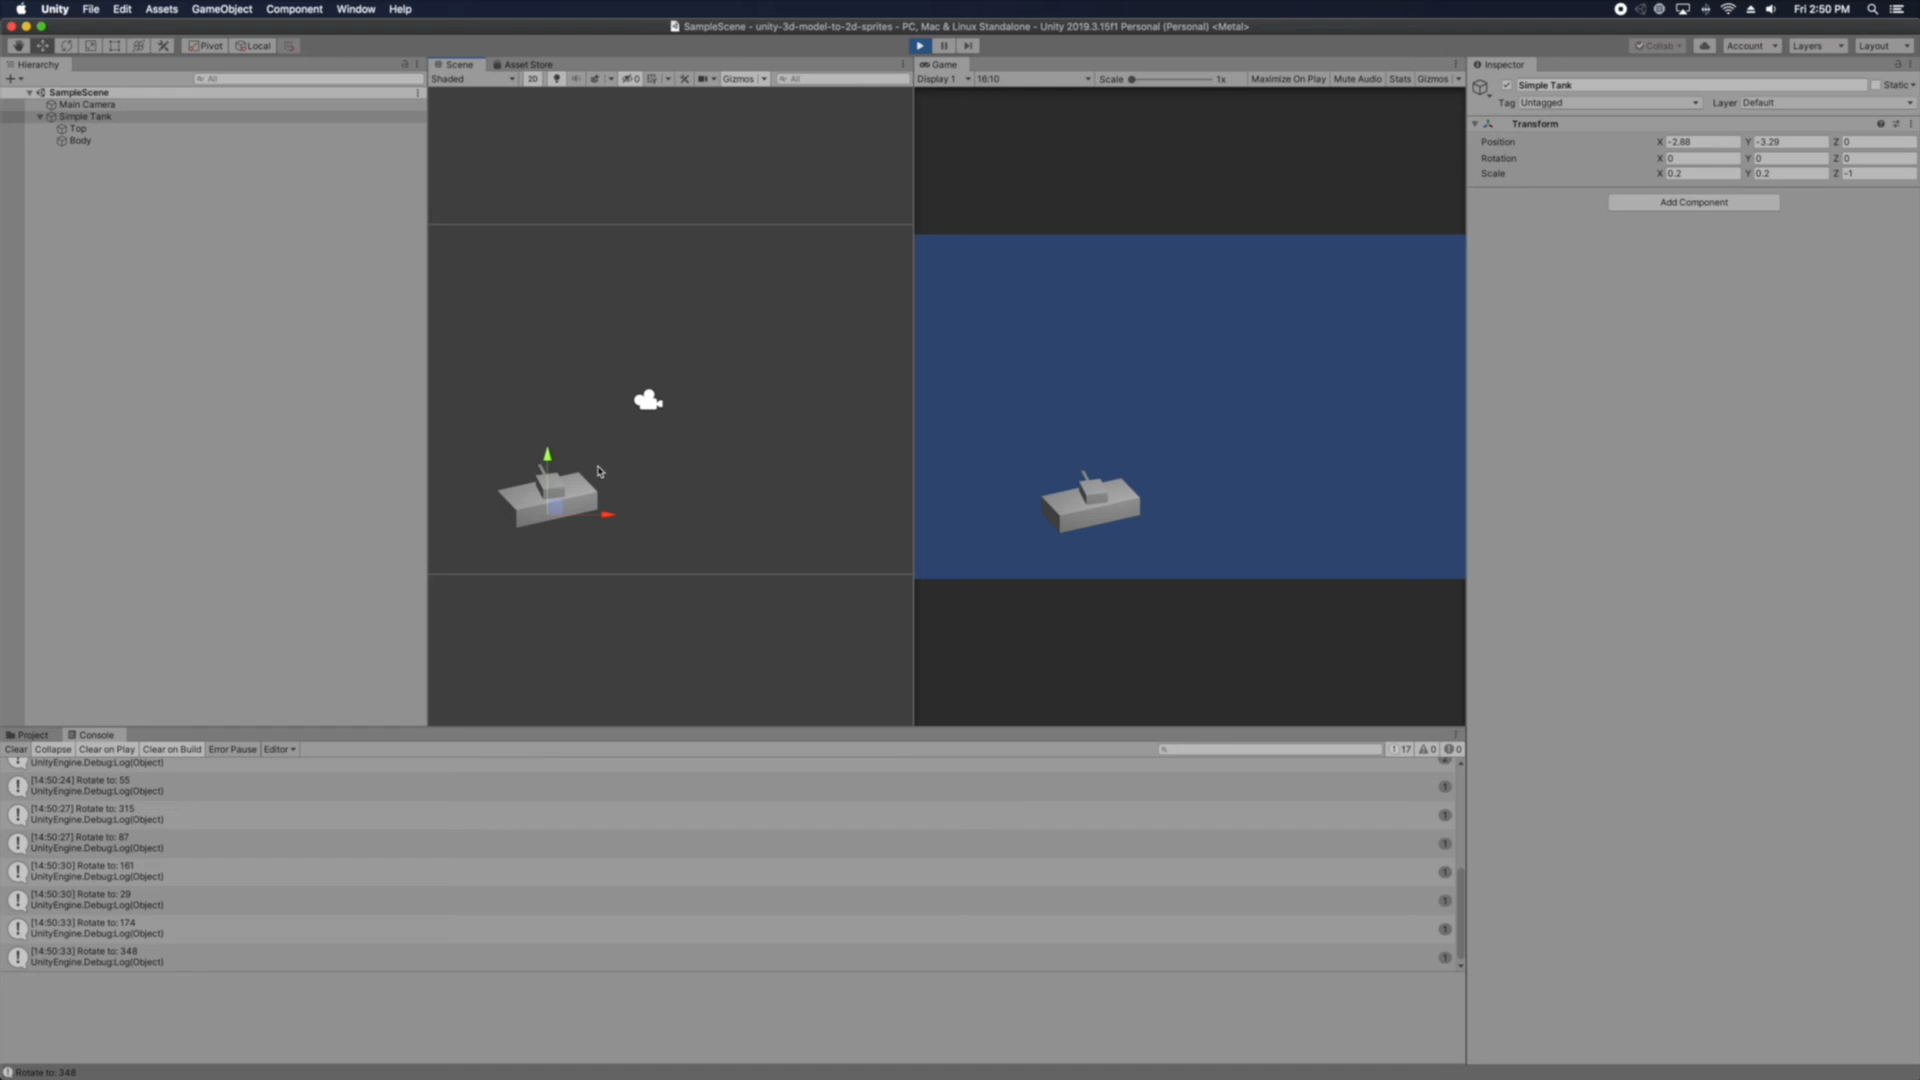 Unity File Edit Assets GameObject Component Window Help Fri 2:50 PM
SampleScene - unity-3d-model-to-2d-sprites - PC, Mac & Linux Standalone - Unity 2019.3.15f1 Personal (Personal) <Metal>
Pivot Local Collab Account Layers Layout
Hierarchy Scene Asset Store Game Inspector
All Shaded 2D 0 Gizmos All Display 1 16:10 Scale 1x Maximize On Play Mute Audio Stats Gizmos
Simple Tank Static
SampleScene
Main Camera
Simple Tank
Top
Body
Tag Untagged Layer Default
Transform
Position X -2.88 Y -3.29 Z 0
Rotation X 0 Y 0 Z 0
Scale X 0.2 Y 0.2 Z -1
Add Component
Project Console
Clear Collapse Clear on Play Clear on Build Error Pause Editor 17 0 0
UnityEngine.Debug:Log(Object)
[14:50:24] Rotate to: 55
UnityEngine.Debug:Log(Object) 1
[14:50:27] Rotate to: 315
UnityEngine.Debug:Log(Object) 1
[14:50:27] Rotate to: 87
UnityEngine.Debug:Log(Object) 1
[14:50:30] Rotate to: 161
UnityEngine.Debug:Log(Object) 1
[14:50:30] Rotate to: 29
UnityEngine.Debug:Log(Object) 1
[14:50:33] Rotate to: 174
UnityEngine.Debug:Log(Object) 1
[14:50:33] Rotate to: 348
UnityEngine.Debug:Log(Object) 1
Rotate to: 348